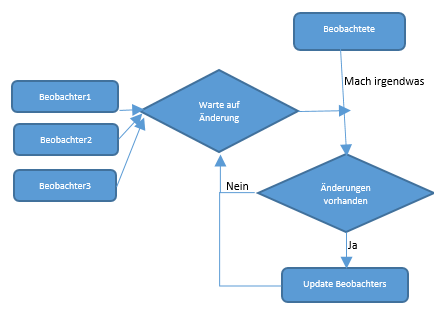 Beobachtete
Mach irgendwas
Beobachter1
Beobachter2
Beobachter3
Warte auf
Änderung
Änderungen
vorhanden
Nein
Ja
Update Beobachters